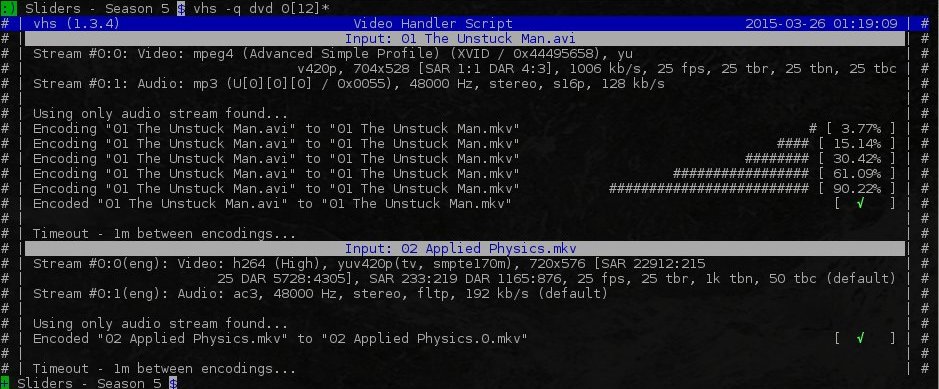 :) Sliders - Season 5 $ vhs -q dvd 0[12]*
# | vhs (1.3.4) Video Handler Script 2015-03-26 01:19:09 | #
# | Input: 01 The Unstuck Man.avi | #
# | Stream #0:0: Video: mpeg4 (Advanced Simple Profile) (XVID / 0x44495658), yu | #
# | v420p, 704x528 [SAR 1:1 DAR 4:3], 1006 kb/s, 25 fps, 25 tbr, 25 tbn, 25 tbc | #
# | Stream #0:1: Audio: mp3 (U[0][0][0] / 0x0055), 48000 Hz, stereo, s16p, 128 kb/s | #
# | | #
# | Using only audio stream found... | #
# | Encoding "01 The Unstuck Man.avi" to "01 The Unstuck Man.mkv" # [ 3.77% ] | #
# | Encoding "01 The Unstuck Man.avi" to "01 The Unstuck Man.mkv" #### [ 15.14% ] | #
# | Encoding "01 The Unstuck Man.avi" to "01 The Unstuck Man.mkv" ######## [ 30.42% ] | #
# | Encoding "01 The Unstuck Man.avi" to "01 The Unstuck Man.mkv" ################# [ 61.09% ] | #
# | Encoding "01 The Unstuck Man.avi" to "01 The Unstuck Man.mkv" ######################### [ 90.22% ] | #
# | Encoded "01 The Unstuck Man.avi" to "01 The Unstuck Man.mkv" [ √ ] | #
# | | #
# | Timeout - 1m between encodings... | #
# | Input: 02 Applied Physics.mkv | #
# | Stream #0:0(eng): Video: h264 (High), yuv420p(tv, smpte170m), 720x576 [SAR 22912:215 | #
# | 25 DAR 5728:4305], SAR 233:219 DAR 1165:876, 25 fps, 25 tbr, 1k tbn, 50 tbc (default) | #
# | Stream #0:1(eng): Audio: ac3, 48000 Hz, stereo, fltp, 192 kb/s (default) | #
# | | #
# | Using only audio stream found... | #
# | Encoded "02 Applied Physics.mkv" to "02 Applied Physics.0.mkv" [ √ ] | #
# | | #
# | Timeout - 1m between encodings... | #
+ Sliders - Season 5 $